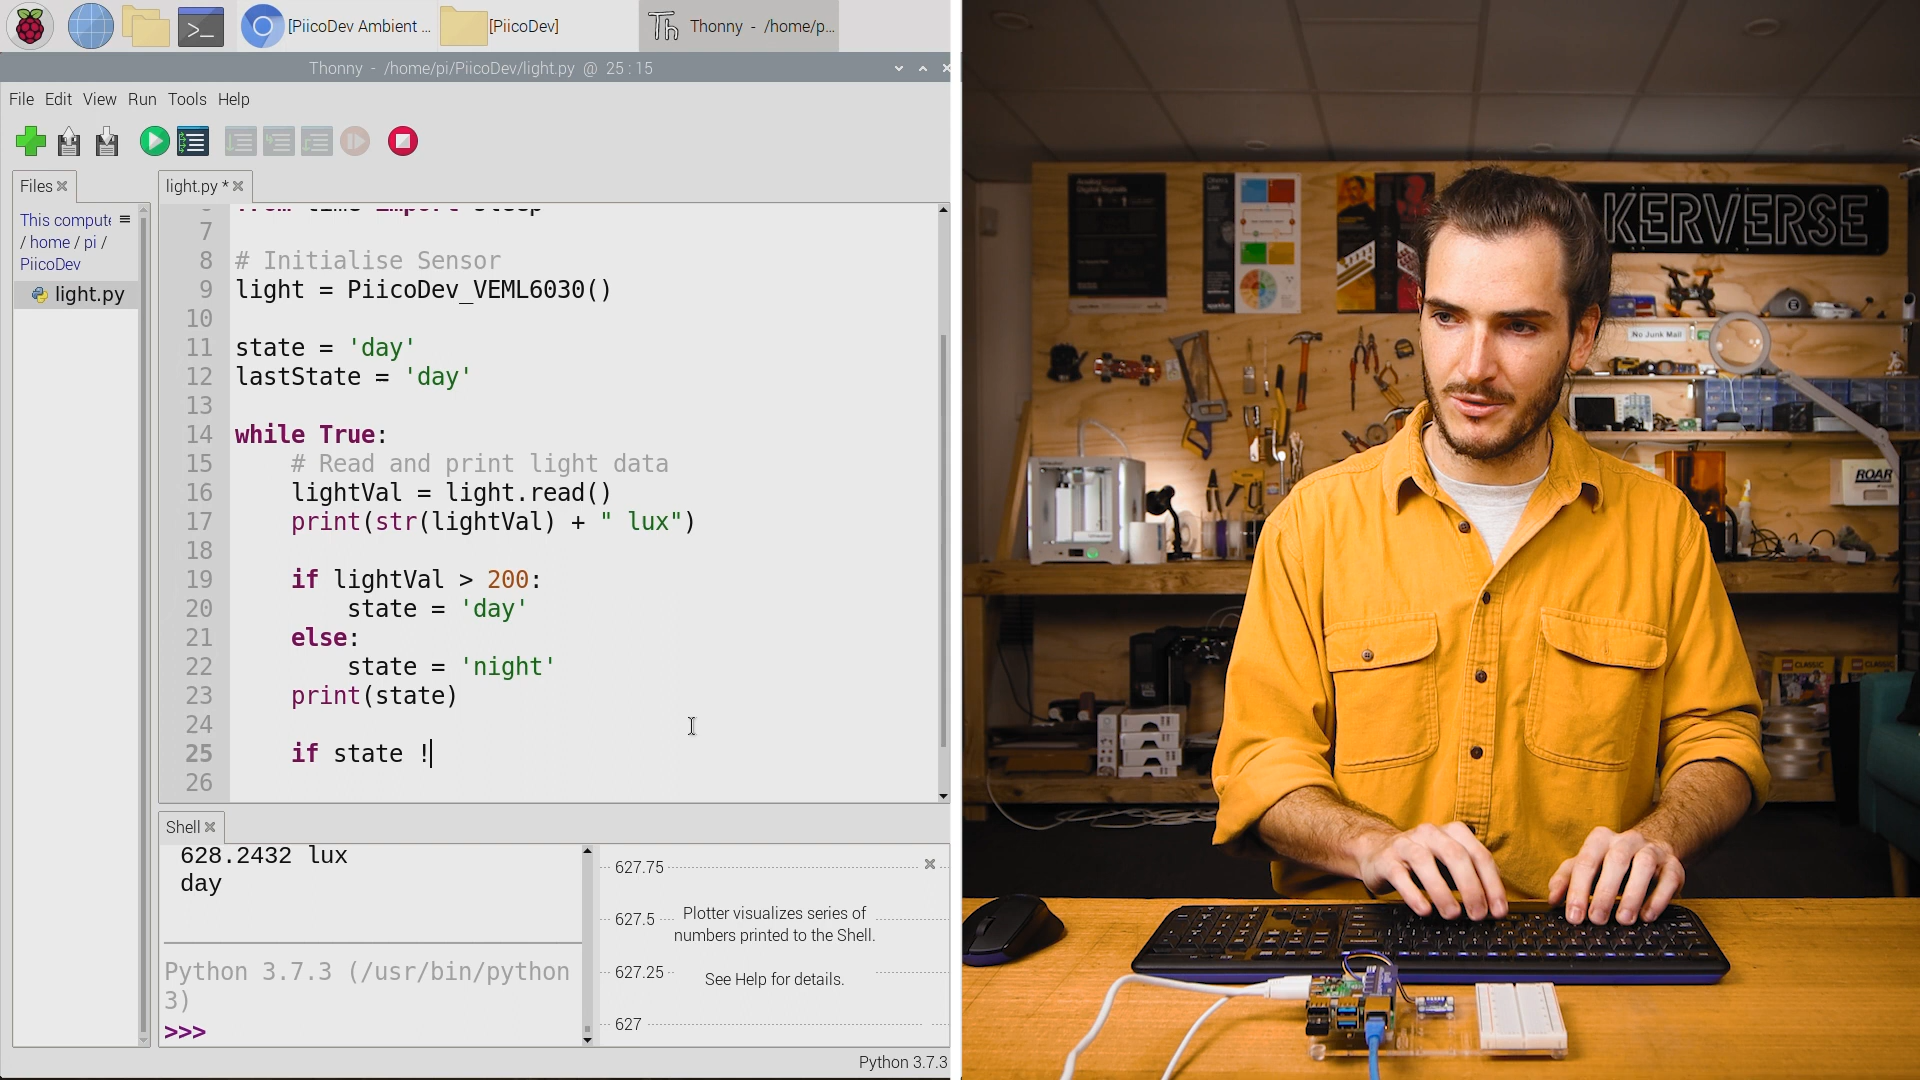 [PiicoDev Ambient ...
[PiicoDev]
Thonny - /home/p...
Thonny - /home/pi/PiicoDev/light.py @ 25 : 15
File Edit View Run Tools Help
Files
light.py *
This compute
/ home / pi /
PiicoDev
light.py
7
8 # Initialise Sensor
9 light = PiicoDev_VEML6030()
10
11 state = 'day'
12 lastState = 'day'
13
14 while True:
15 # Read and print light data
16 lightVal = light.read()
17 print(str(lightVal) + " lux")
18
19 if lightVal > 200:
20 state = 'day'
21 else:
22 state = 'night'
23 print(state)
24
25 if state !
26
Shell
628.2432 lux
day
Python 3.7.3 (/usr/bin/python
3)
>>>
627.75
627.5
627.25
627
Plotter visualizes series of
numbers printed to the Shell.
See Help for details.
Python 3.7.3
KERVERSE
No Junk Mail
ROAR
CLASSIC
CLASSIC